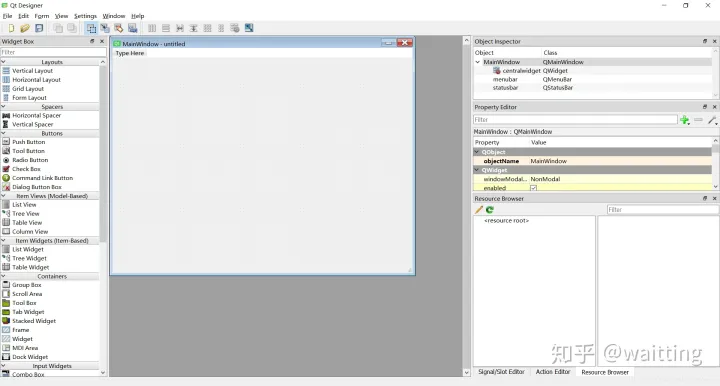 Qt Designer
File Edit Form View Settings Window Help
Widget Box
Filter
Layouts
Vertical Layout
Horizontal Layout
Grid Layout
Form Layout
Spacers
Horizontal Spacer
Vertical Spacer
Buttons
Push Button
Tool Button
Radio Button
Check Box
Command Link Button
Dialog Button Box
Item Views (Model-Based)
List View
Tree View
Table View
Column View
Item Widgets (Item-Based)
List Widget
Tree Widget
Table Widget
Containers
Group Box
Scroll Area
Tool Box
Tab Widget
Stacked Widget
Frame
Widget
MDI Area
Dock Widget
Input Widgets
Combo Box
MainWindow - untitled
Type Here
Object Inspector
Object Class
MainWindow QMainWindow
centralwidget QWidget
menubar QMenuBar
statusbar QStatusBar
Property Editor
Filter
MainWindow : QMainWindow
Property Value
QObject
objectName MainWindow
QWidget
windowModal... NonModal
enabled
Resource Browser
Filter
<resource root>
Signal/Slot Editor Action Editor Resource Browser
知乎 @waitting